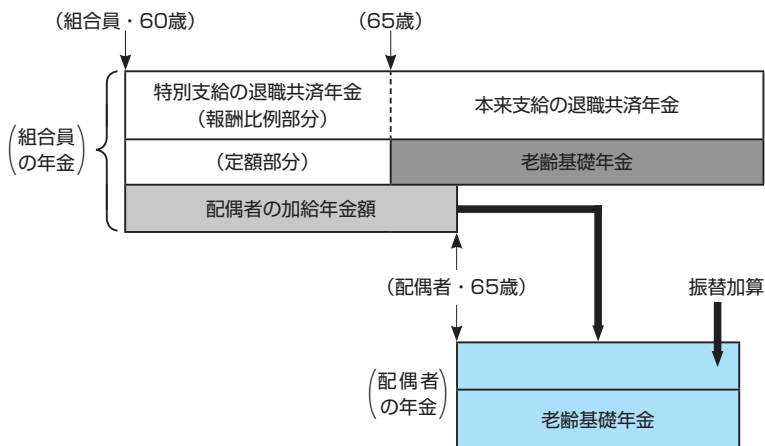 (組合員・60歳)
(65歳)
特別支給の退職共済年金
(報酬比例部分)
本来支給の退職共済年金
(組合員
の年金)
(定額部分)
老齢基礎年金
配偶者の加給年金額
(配偶者・65歳)
振替加算
(配偶者
の年金)
老齢基礎年金